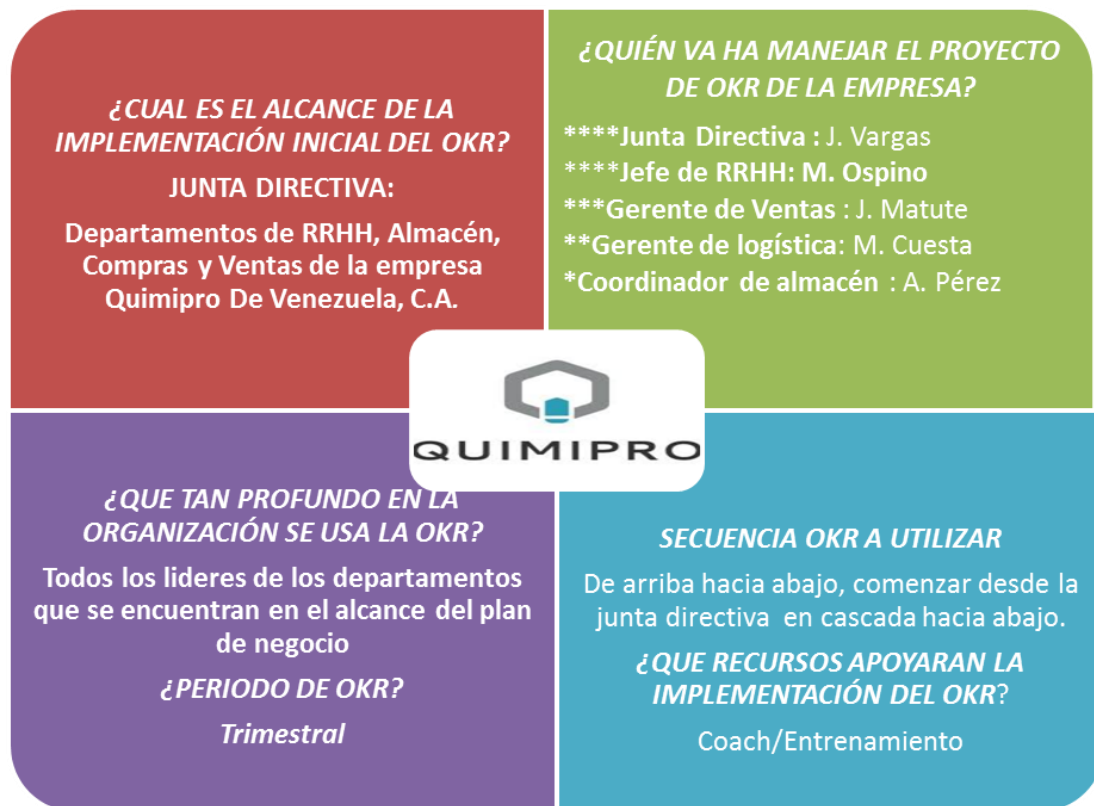 ¿CUAL ES EL ALCANCE DE LA
IMPLEMENTACIÓN INICIAL DEL OKR?
JUNTA DIRECTIVA:
Departamentos de RRHH, Almacén,
Compras y Ventas de la empresa
Quimipro De Venezuela, C.A.
¿QUIÉN VA HA MANEJAR EL PROYECTO
DE OKR DE LA EMPRESA?
****Junta Directiva : J. Vargas
****Jefe de RRHH: M. Ospino
***Gerente de Ventas : J. Matute
**Gerente de logística: M. Cuesta
*Coordinador de almacén : A. Pérez
QUIMIPRO
¿QUE TAN PROFUNDO EN LA
ORGANIZACIÓN SE USA LA OKR?
Todos los lideres de los departamentos
que se encuentran en el alcance del plan
de negocio
¿PERIODO DE OKR?
Trimestral
SECUENCIA OKR A UTILIZAR
De arriba hacia abajo, comenzar desde la
junta directiva en cascada hacia abajo.
¿QUE RECURSOS APOYARAN LA
IMPLEMENTACIÓN DEL OKR?
Coach/Entrenamiento